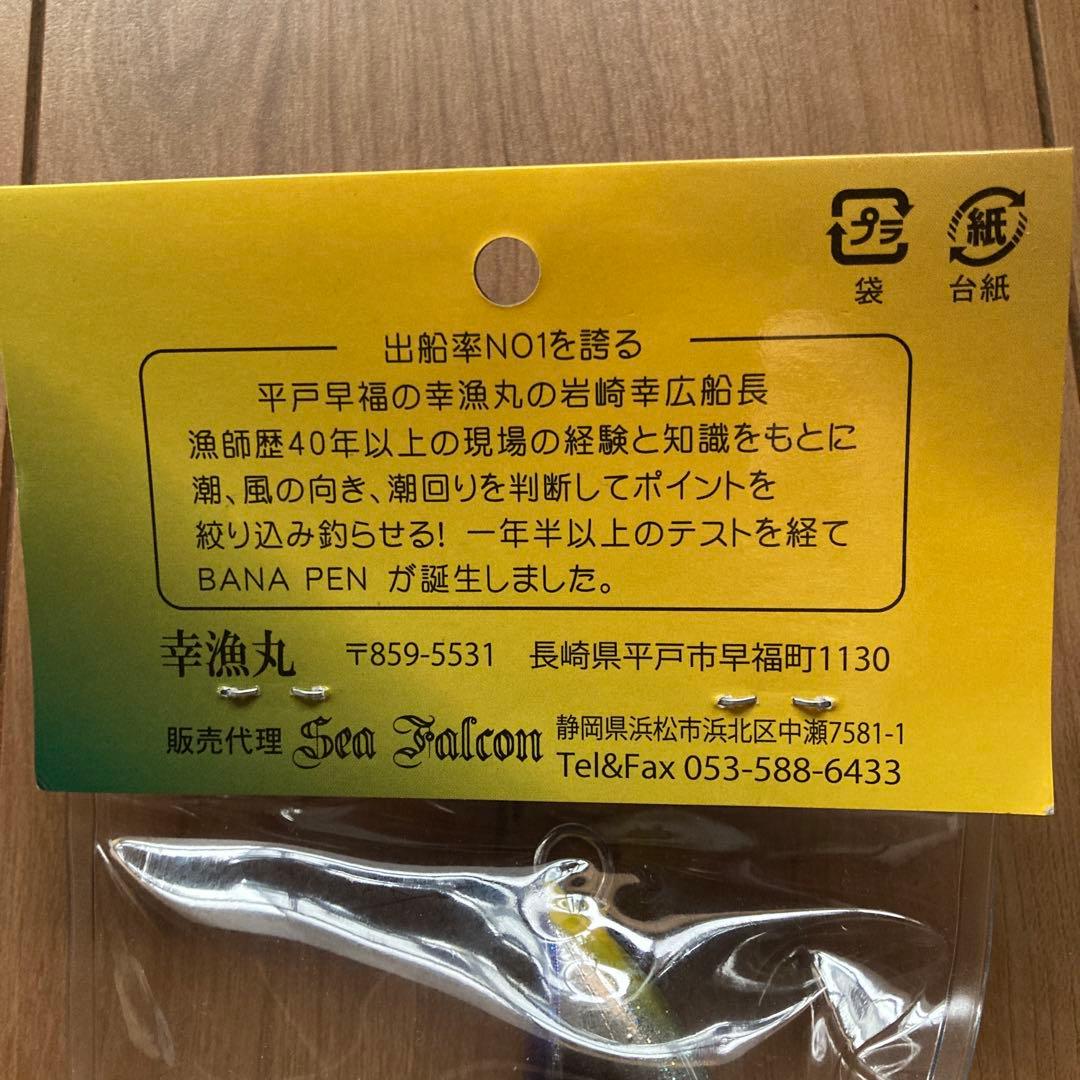 プラ 紙
袋 台紙
出船率NO1を誇る
平戸早福の幸漁丸の岩崎幸広船長
漁師歴40年以上の現場の経験と知識をもとに
潮、風の向き、潮回りを判断してポイントを
絞り込み釣らせる! 一年半以上のテストを経て
BANA PEN が誕生しました。
幸漁丸 〒859-5531 長崎県平戸市早福町1130
販売代理 Sea Falcon 静岡県浜松市浜北区中瀬7581-1
Tel&Fax 053-588-6433